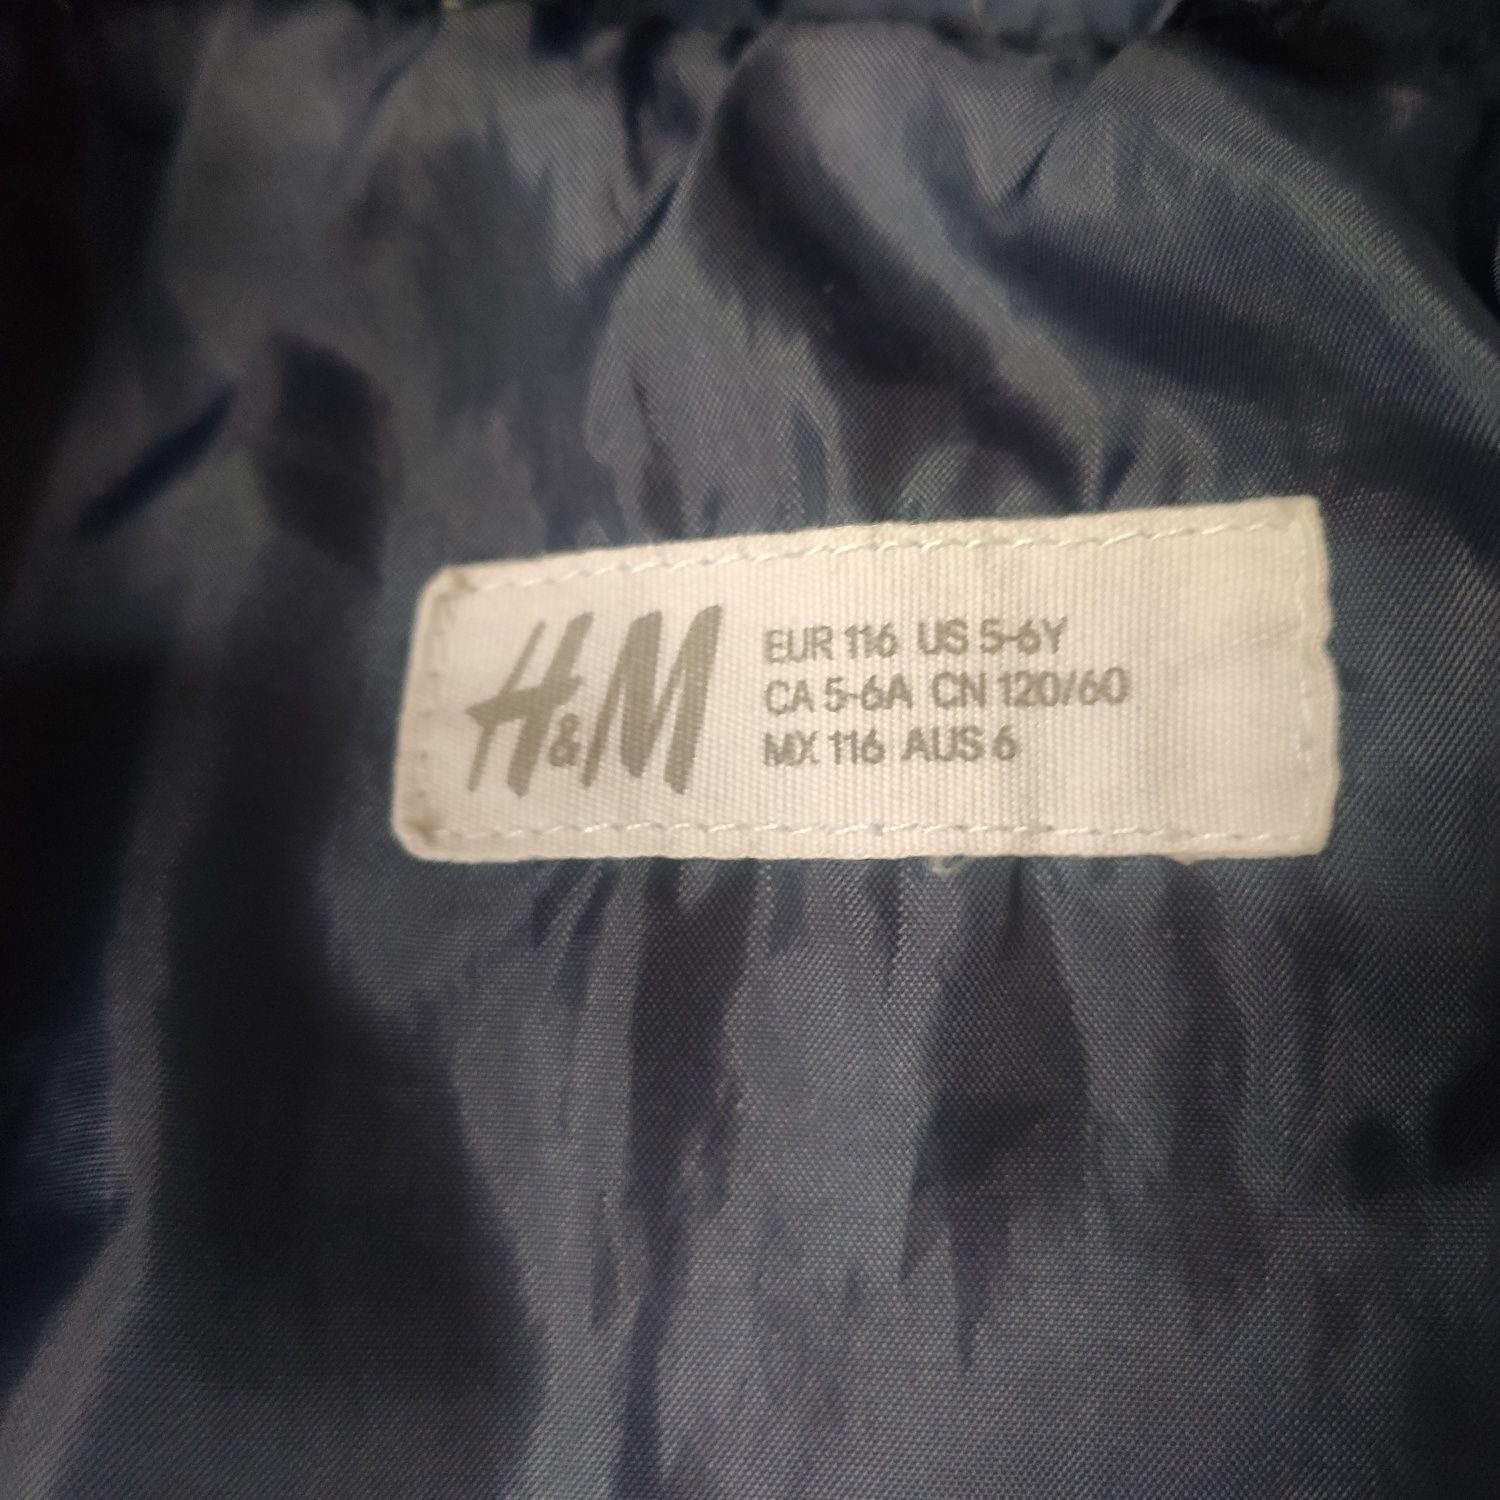 H&M
EUR 116 US 5-6Y
CA 5-6A CN 120/60
MX 116 AUS 6